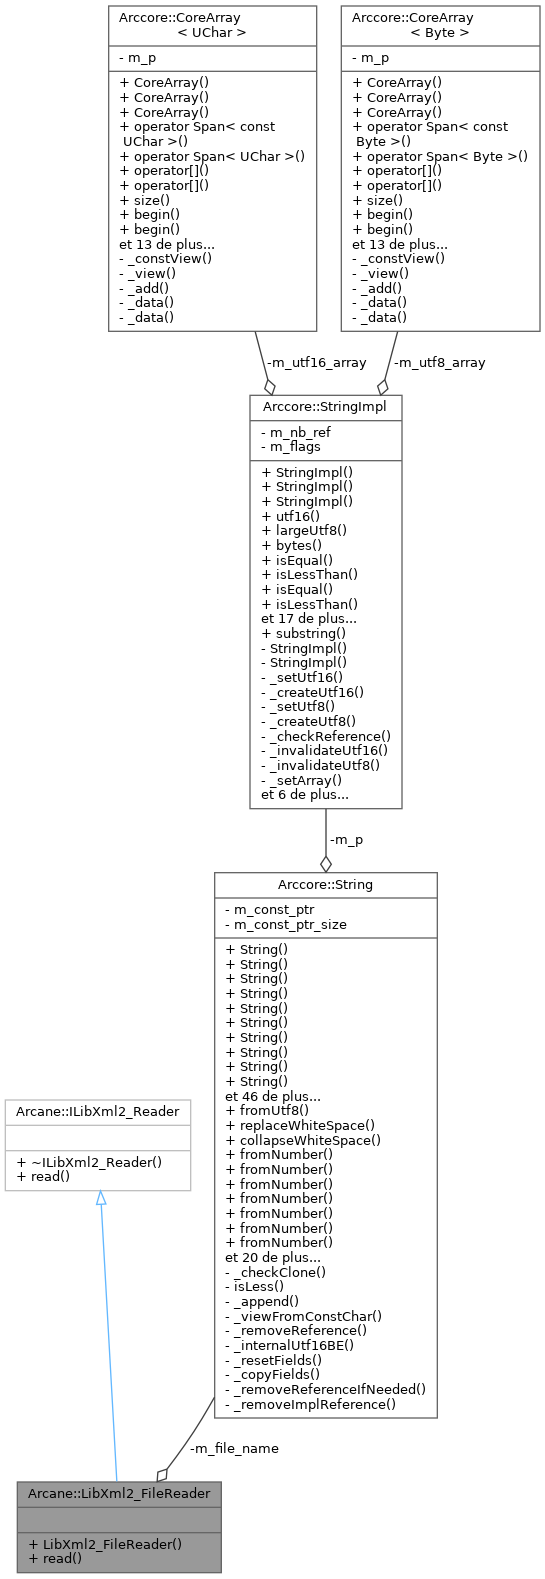 Arccore::CoreArray
< UChar >
- m_p
+ CoreArray()
+ CoreArray()
+ CoreArray()
+ operator Span< const
UChar >()
+ operator Span< UChar >()
+ operator[]()
+ operator[]()
+ size()
+ begin()
+ begin()
et 13 de plus...
- _constView()
- _view()
- _add()
- _data()
- _data()
Arccore::CoreArray
< Byte >
- m_p
+ CoreArray()
+ CoreArray()
+ CoreArray()
+ operator Span< const
Byte >()
+ operator Span< Byte >()
+ operator[]()
+ operator[]()
+ size()
+ begin()
+ begin()
et 13 de plus...
- _constView()
- _view()
- _add()
- _data()
- _data()
-m_utf16_array
-m_utf8_array
Arccore::StringImpl
- m_nb_ref
- m_flags
+ StringImpl()
+ StringImpl()
+ StringImpl()
+ utf16()
+ largeUtf8()
+ bytes()
+ isEqual()
+ isLessThan()
+ isEqual()
+ isLessThan()
et 17 de plus...
+ substring()
- StringImpl()
- StringImpl()
- _setUtf16()
- _createUtf16()
- _setUtf8()
- _createUtf8()
- _checkReference()
- _invalidateUtf16()
- _invalidateUtf8()
- _setArray()
et 6 de plus...
-m_p
Arccore::String
- m_const_ptr
- m_const_ptr_size
+ String()
+ String()
+ String()
+ String()
+ String()
+ String()
+ String()
+ String()
+ String()
+ String()
et 46 de plus...
+ fromUtf8()
+ replaceWhiteSpace()
+ collapseWhiteSpace()
+ fromNumber()
+ fromNumber()
+ fromNumber()
+ fromNumber()
+ fromNumber()
+ fromNumber()
+ fromNumber()
et 20 de plus...
- _checkClone()
- isLess()
- _append()
- _viewFromConstChar()
- _removeReference()
- _internalUtf16BE()
- _resetFields()
- _copyFields()
- _removeReferenceIfNeeded()
- _removeImplReference()
Arcane::ILibXml2_Reader
+ ~ILibXml2_Reader()
+ read()
-m_file_name
Arcane::LibXml2_FileReader
+ LibXml2_FileReader()
+ read()